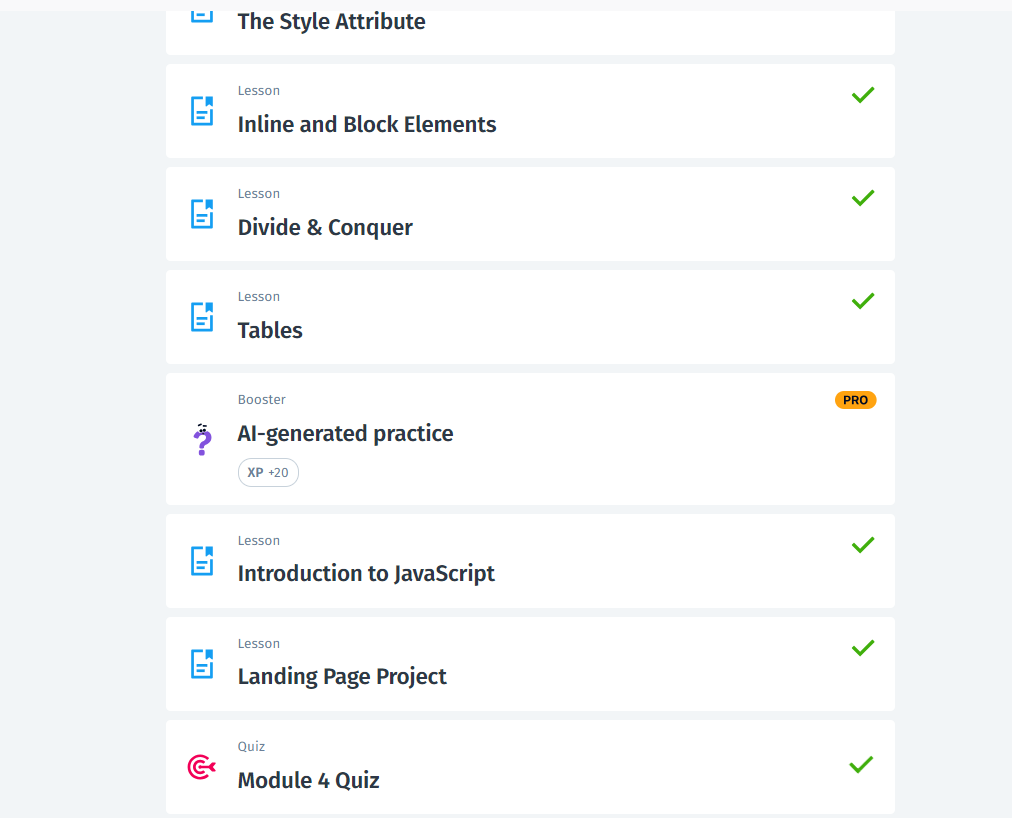 The Style Attribute
Lesson
Inline and Block Elements
Lesson
Divide & Conquer
Lesson
Tables
Booster
PRO
AI-generated practice
XP +20
Lesson
Introduction to JavaScript
Lesson
Landing Page Project
Quiz
Module 4 Quiz